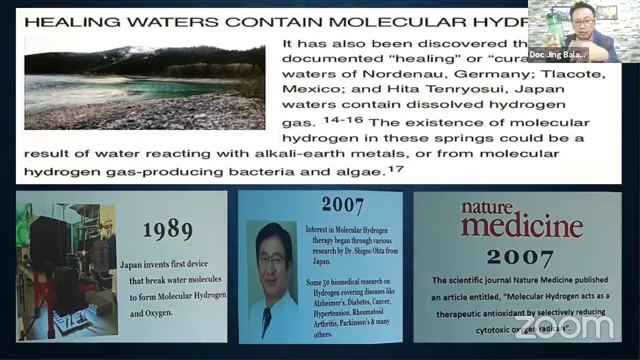 HEALING WATERS CONTAIN MOLECULAR HYDR
It has also been discovered th
documented "healing" or "cura
waters of Nordenau, Germany; Tlacote,
Mexico; and Hita Tenryosui, Japan
waters contain dissolved hydrogen
gas. 14-16 The existence of molecular
hydrogen in these springs could be a
result of water reacting with alkali-earth metals, or from molecular
hydrogen gas-producing bacteria and algae.17
Doc Jing Bala
1989
Japan invents first device
that break water molecules
to form Molecular Hydrogen
and Oxygen.
2007
Interest in Molecular Hydrogen
therapy began through various
research by Dr. Shigeo Ohta from
Japan.
Some 50 biomedical research on
Hydrogen covering diseases like
Alzheimer's, Diabetes, Cancer,
Hypertension, Rheumatoid
Arthritis, Parkinson's & many
others.
nature
medicine
2007
The scientific journal Nature Medicine published
an article entitled, "Molecular Hydrogen acts as a
therapeutic antioxidant by selectively reducing
cytotoxic oxygen radicals".
zoom